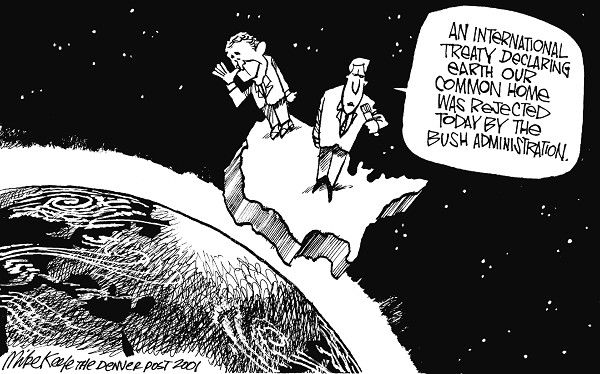 AN INTERNATIONAL
TREATY DECLARING
EARTH OUR
COMMON HOME
WAS REJECTED
TODAY BY THE
BUSH ADMINISTRATION.
Mike Keefe THE DENVER POST 2001